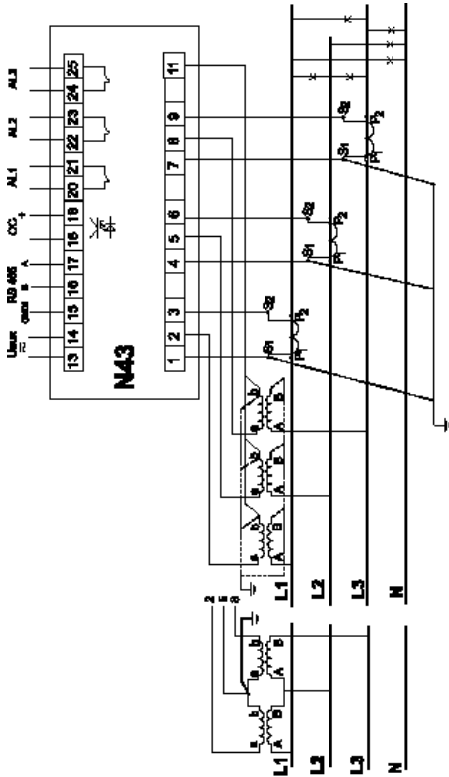 RS 485 OC AL1 AL2 AL3
GND B A +
13 14 15 16 17 18 19 20 21 22 23 24 25
N43
1 2 3 4 5 6 7 8 9 11
2
5
8
S1 S2 S1 S2 S1 S2
a b a b a b a b a b
A B A B A B A B A B
P1 P2 P1 P2 P1 P2
L1 L1
L2 L2
L3 L3
N N